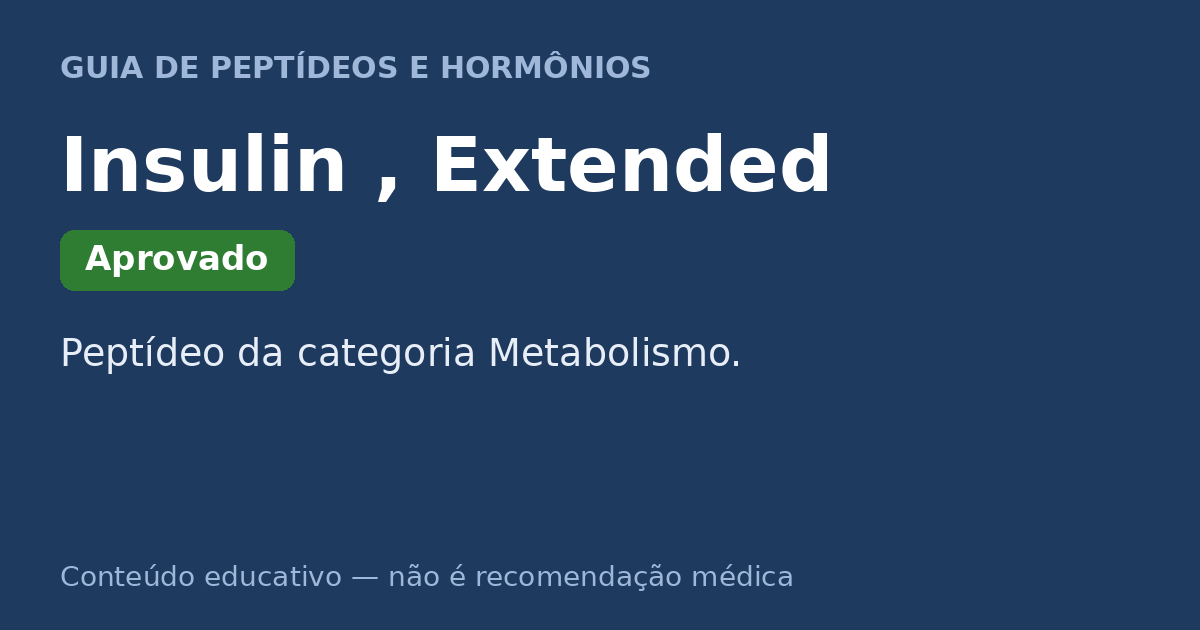 GUIA DE PEPTÍDEOS E HORMÔNIOS
Insulin , Extended
Aprovado
Peptídeo da categoria Metabolismo.
Conteúdo educativo — não é recomendação médica